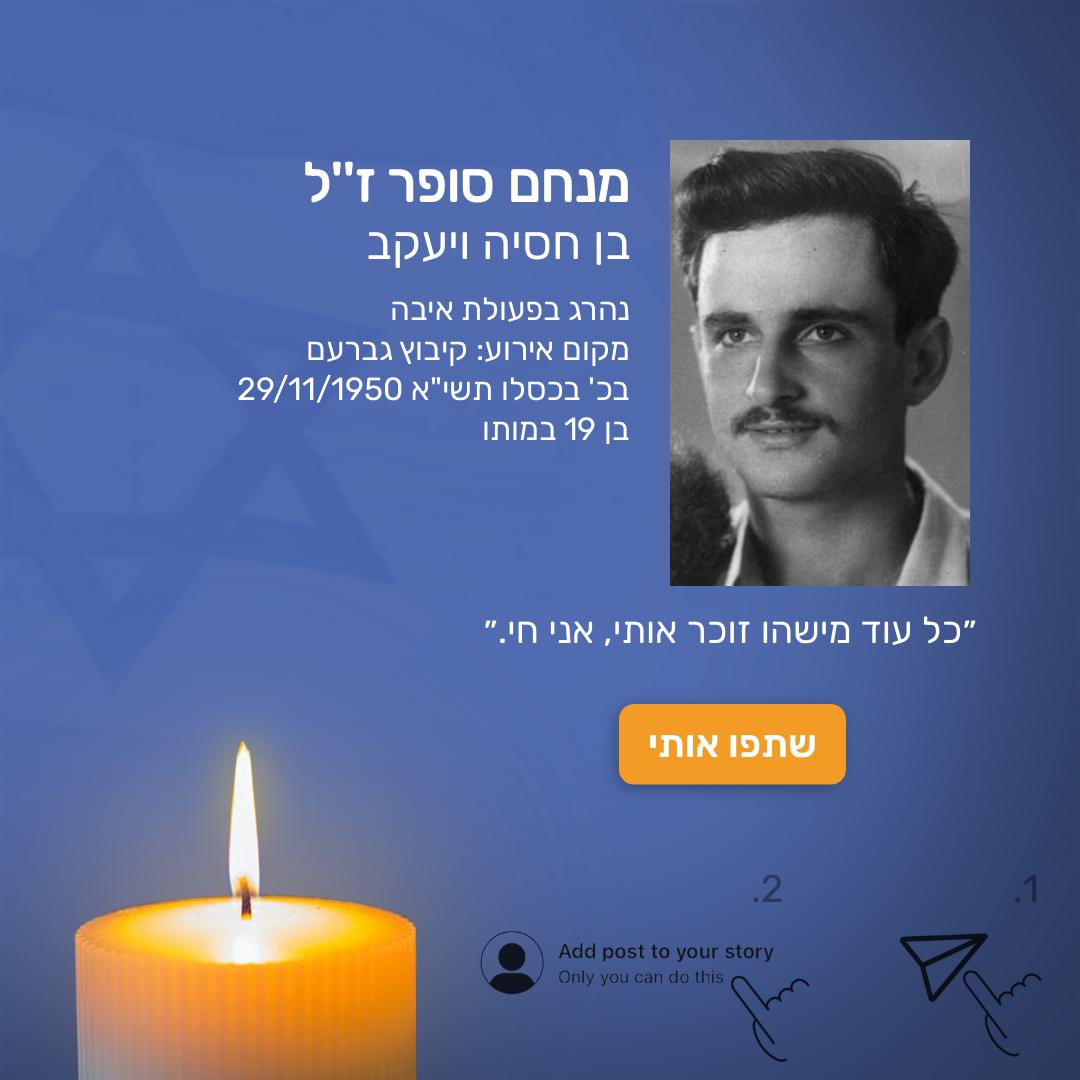 מנחם סופר ז"ל
בן חסיה ויעקב
נהרג בפעולת איבה
מקום אירוע: קיבוץ גברעם
בכ' בכסלו תשי"א 29/11/1950
בן 19 במותו
״כל עוד מישהו זוכר אותי, אני חי.״
שתפו אותי
1.
2.
Add post to your story
Only you can do this